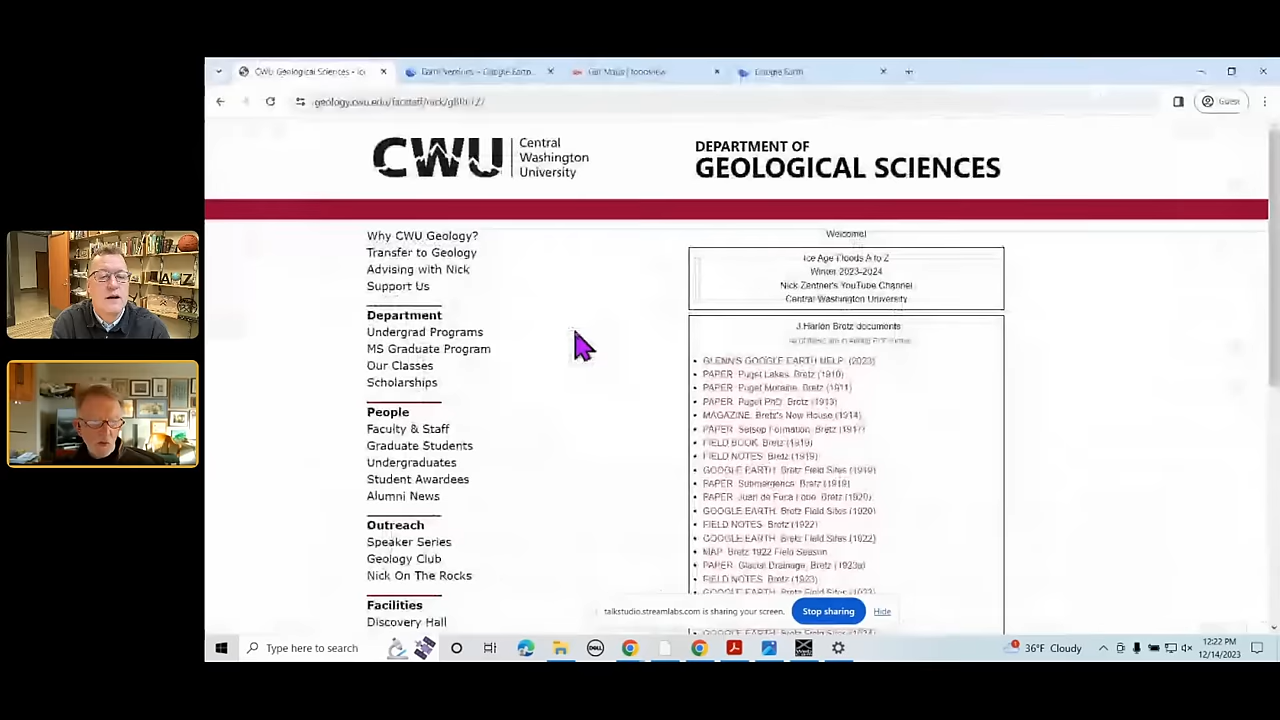 CWU Geological Sciences - Ice
Google Earth
Guest
CWU
Central
Washington
University
DEPARTMENT OF
GEOLOGICAL SCIENCES
Why CWU Geology?
Transfer to Geology
Advising with Nick
Support Us
Department
Undergrad Programs
MS Graduate Program
Our Classes
Scholarships
People
Faculty & Staff
Graduate Students
Undergraduates
Student Awardees
Alumni News
Outreach
Speaker Series
Geology Club
Nick On The Rocks
Facilities
Discovery Hall
Welcome!
Ice Age Floods A to Z
Winter 2023-2024
Nick Zentner's YouTube Channel
Central Washington University
J Harlen Bretz documents
GLENN'S GOOGLE EARTH HELP (2023)
PAPER: Puget Lakes. Bretz (1910)
PAPER: Puget Moraine. Bretz (1911)
PAPER: Puget PhD. Bretz (1913)
MAGAZINE: Bretz's New House (1914)
PAPER: Satsop Formation. Bretz (1917)
FIELD BOOK: Bretz (1919)
FIELD NOTES: Bretz (1919)
GOOGLE EARTH: Bretz Field Sites (1919)
PAPER: Submergence. Bretz (1919)
PAPER: Juan de Fuca Lobe. Bretz (1920)
GOOGLE EARTH: Bretz Field Sites (1920)
FIELD NOTES: Bretz (1922)
GOOGLE EARTH: Bretz Field Sites (1922)
MAP: Bretz 1922 Field Season
PAPER: Glacial Drainage. Bretz (1923a)
FIELD NOTES: Bretz (1923)
talkstudio.streamlabs.com is sharing your screen.
Stop sharing
Hide
Type here to search
DELL
36°F Cloudy
12:22 PM
12/14/2023